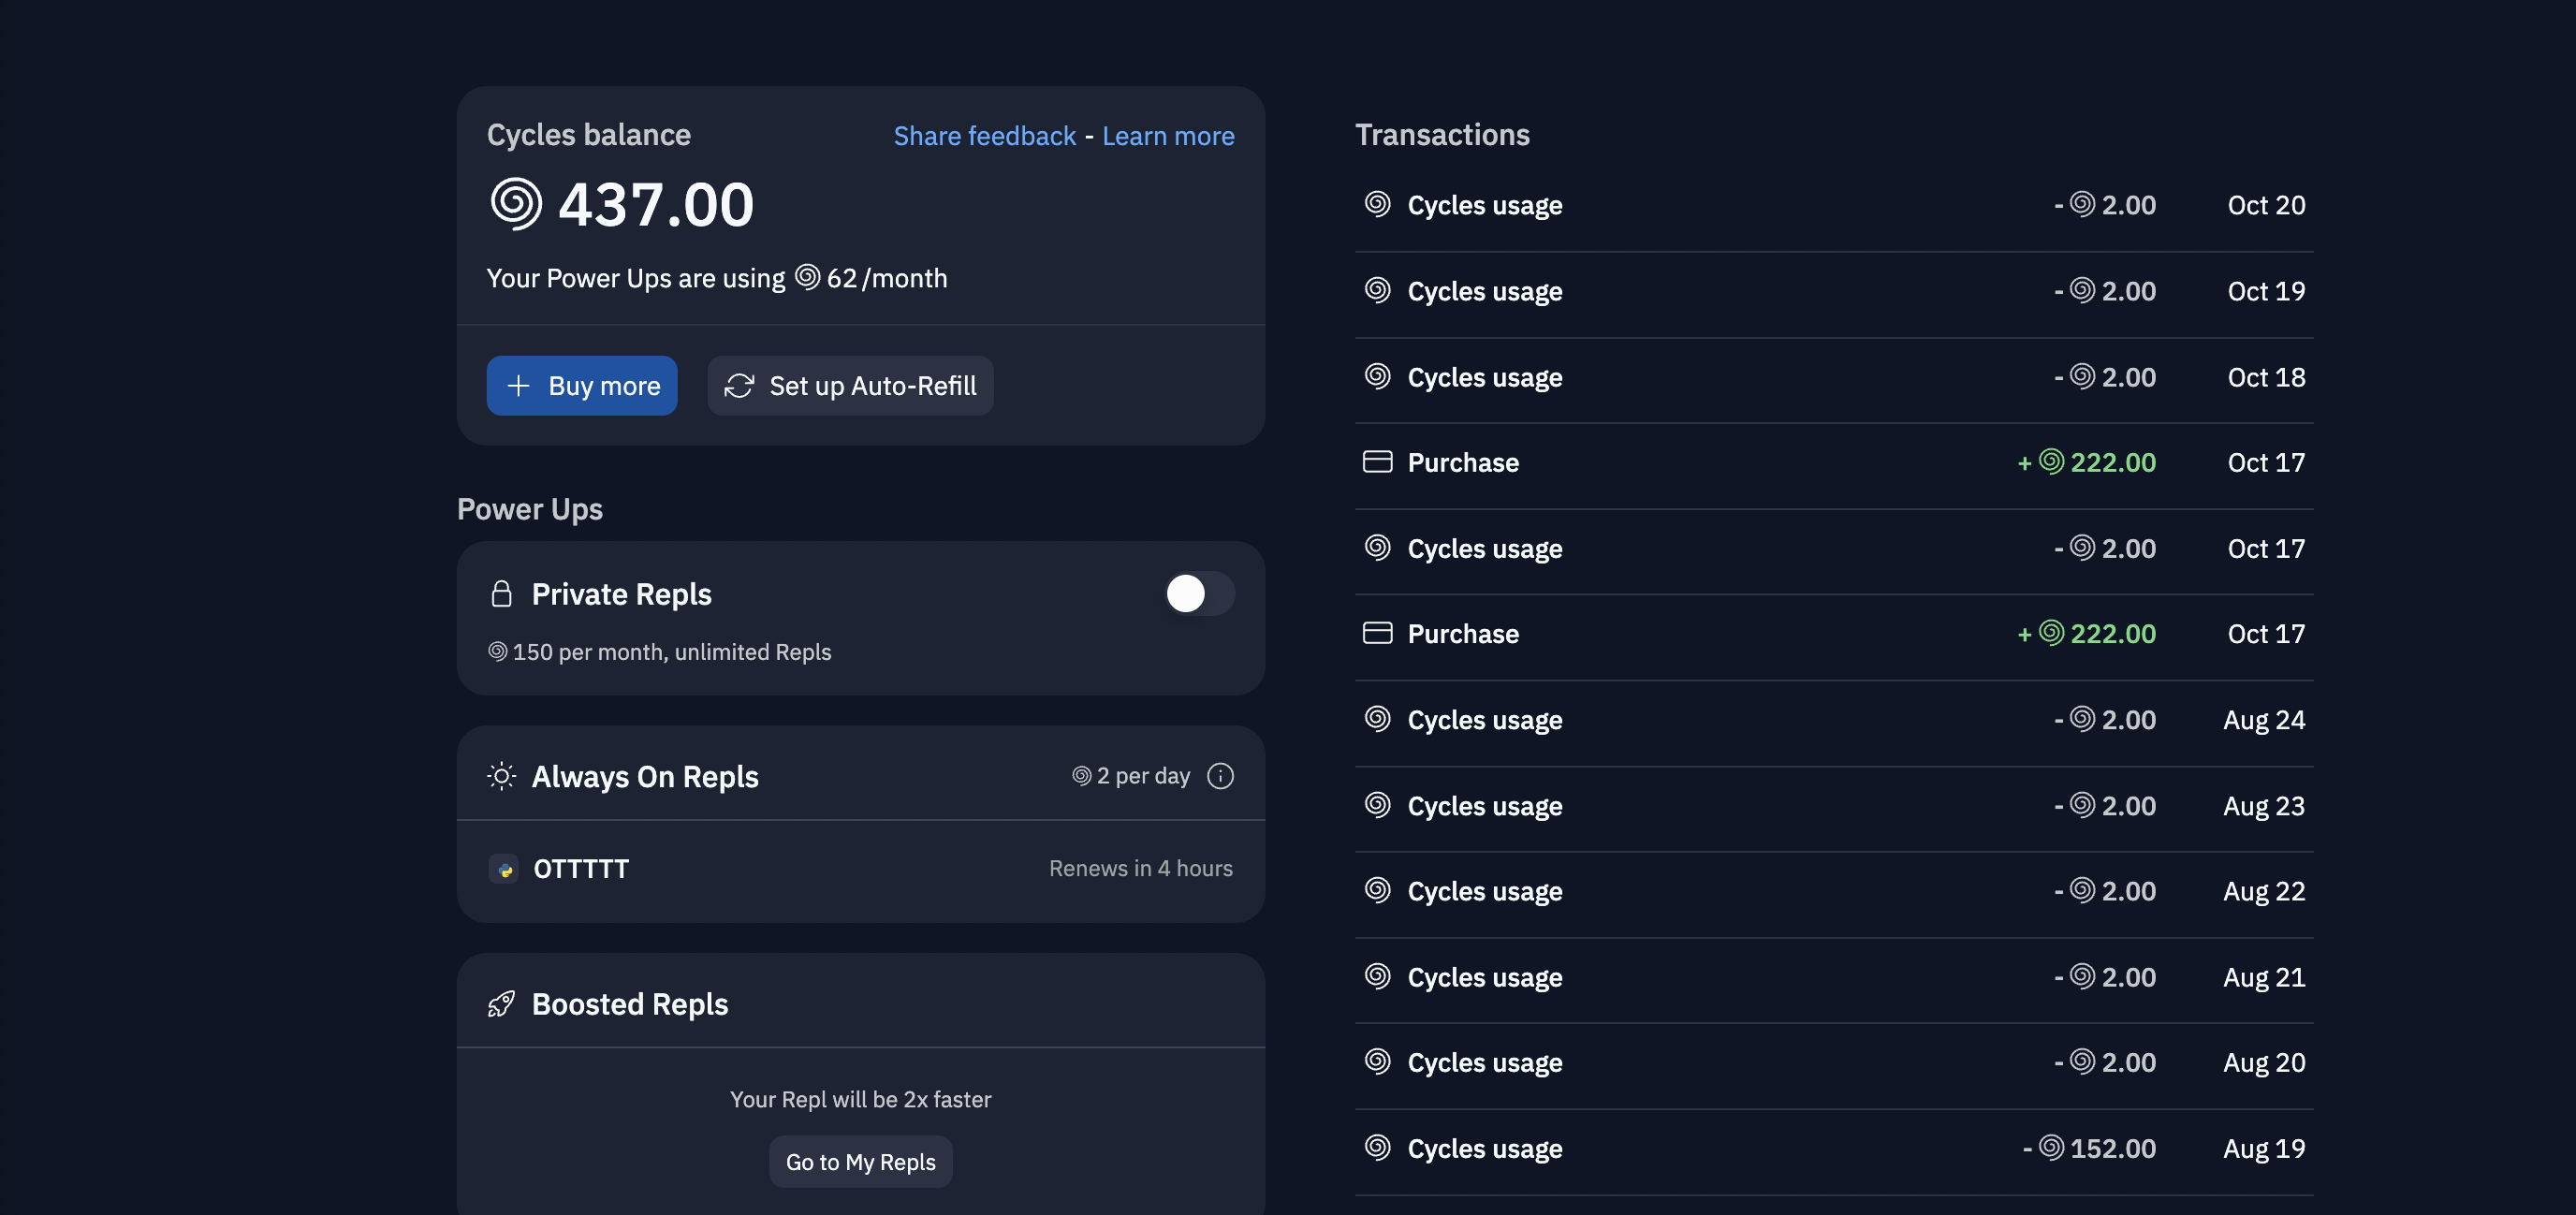 Cycles balance
Share feedback - Learn more
437.00
Your Power Ups are using 62/month
Buy more
Set up Auto-Refill
Power Ups
Private Repls
150 per month, unlimited Repls
Always On Repls
2 per day
OTTTTT
Renews in 4 hours
Boosted Repls
Your Repl will be 2x faster
Go to My Repls
Transactions
Cycles usage - 2.00 Oct 20
Cycles usage - 2.00 Oct 19
Cycles usage - 2.00 Oct 18
Purchase + 222.00 Oct 17
Cycles usage - 2.00 Oct 17
Purchase + 222.00 Oct 17
Cycles usage - 2.00 Aug 24
Cycles usage - 2.00 Aug 23
Cycles usage - 2.00 Aug 22
Cycles usage - 2.00 Aug 21
Cycles usage - 2.00 Aug 20
Cycles usage - 152.00 Aug 19